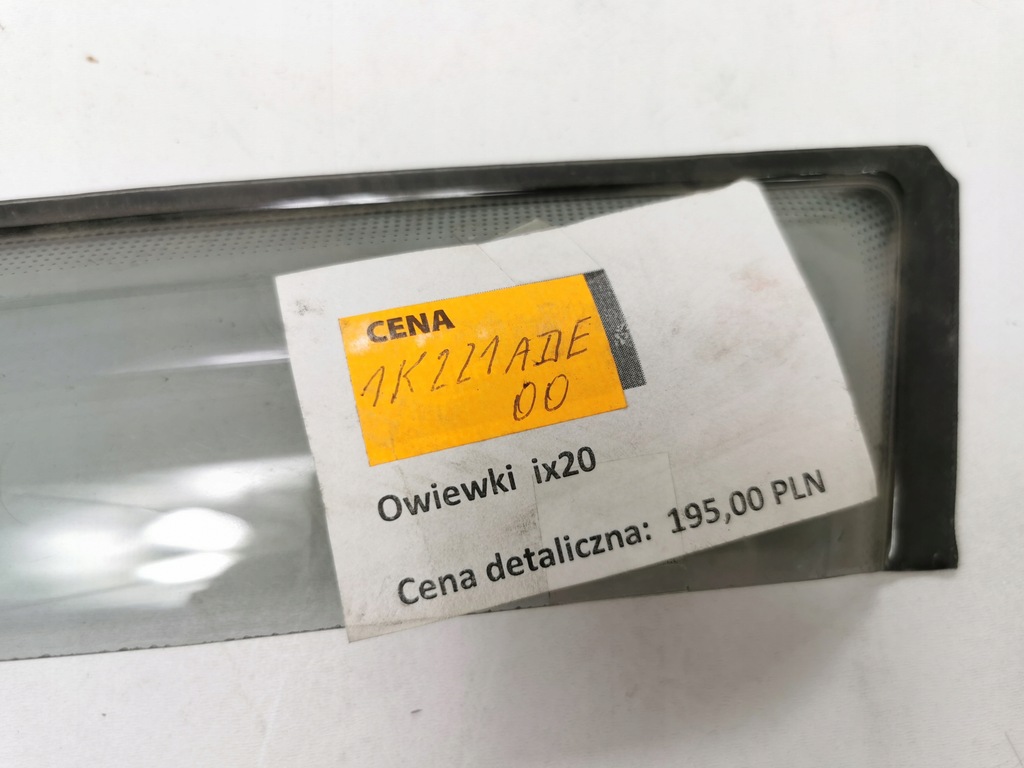 CENA
1K221ADE
00
Owiewki ix20
Cena detaliczna: 195,00 PLN